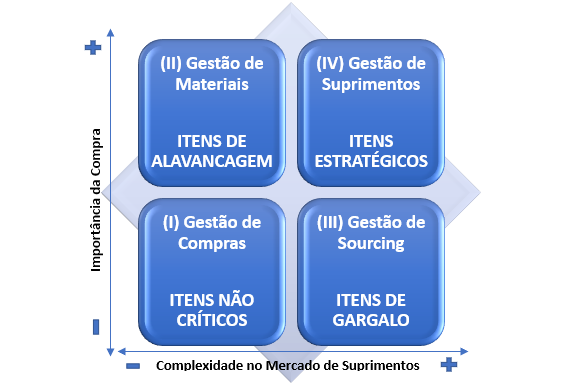 (II) Gestão de
Materiais
ITENS DE
ALAVANCAGEM
(IV) Gestão de
Suprimentos
ITENS
ESTRATÉGICOS
(I) Gestão de
Compras
ITENS NÃO
CRÍTICOS
(III) Gestão de
Sourcing
ITENS DE
GARGALO
Importância da Compra
Complexidade no Mercado de Suprimentos